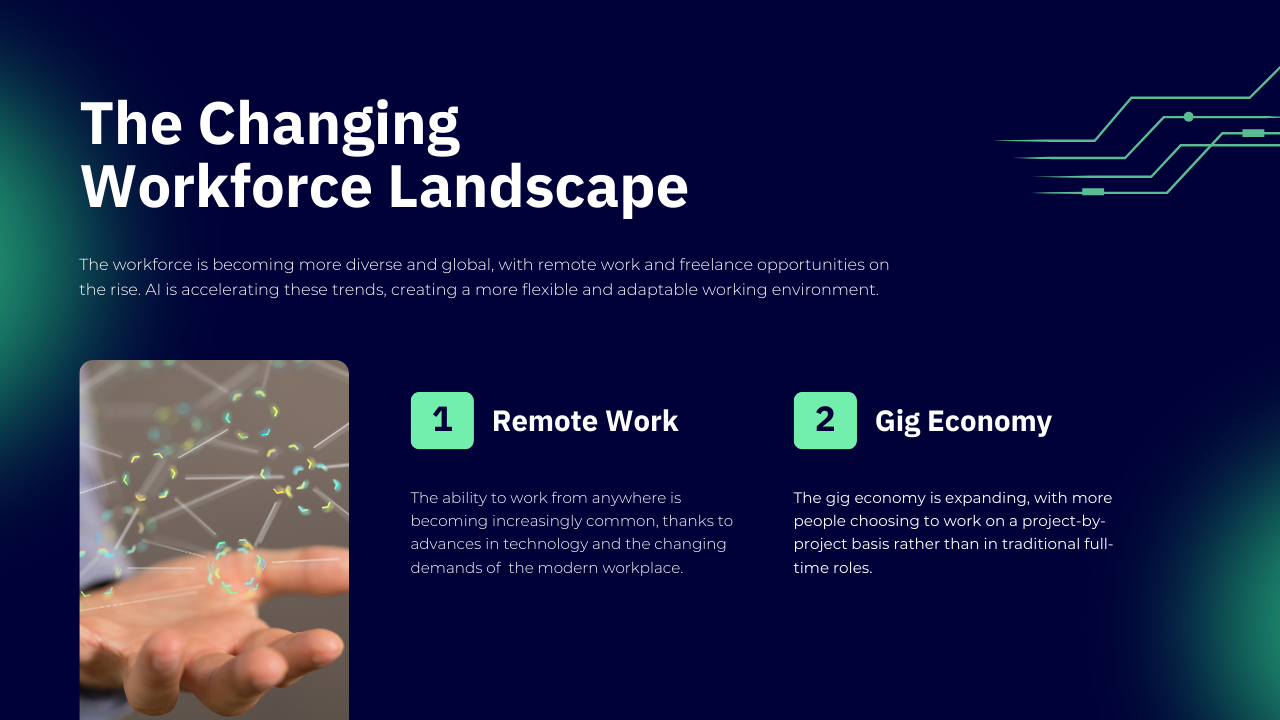 The Changing
Workforce Landscape
The workforce is becoming more diverse and global, with remote work and freelance opportunities on
the rise. AI is accelerating these trends, creating a more flexible and adaptable working environment.
1 Remote Work
The ability to work from anywhere is
becoming increasingly common, thanks to
advances in technology and the changing
demands of  the modern workplace.
2 Gig Economy
The gig economy is expanding, with more
people choosing to work on a project-by-
project basis rather than in traditional full-
time roles.